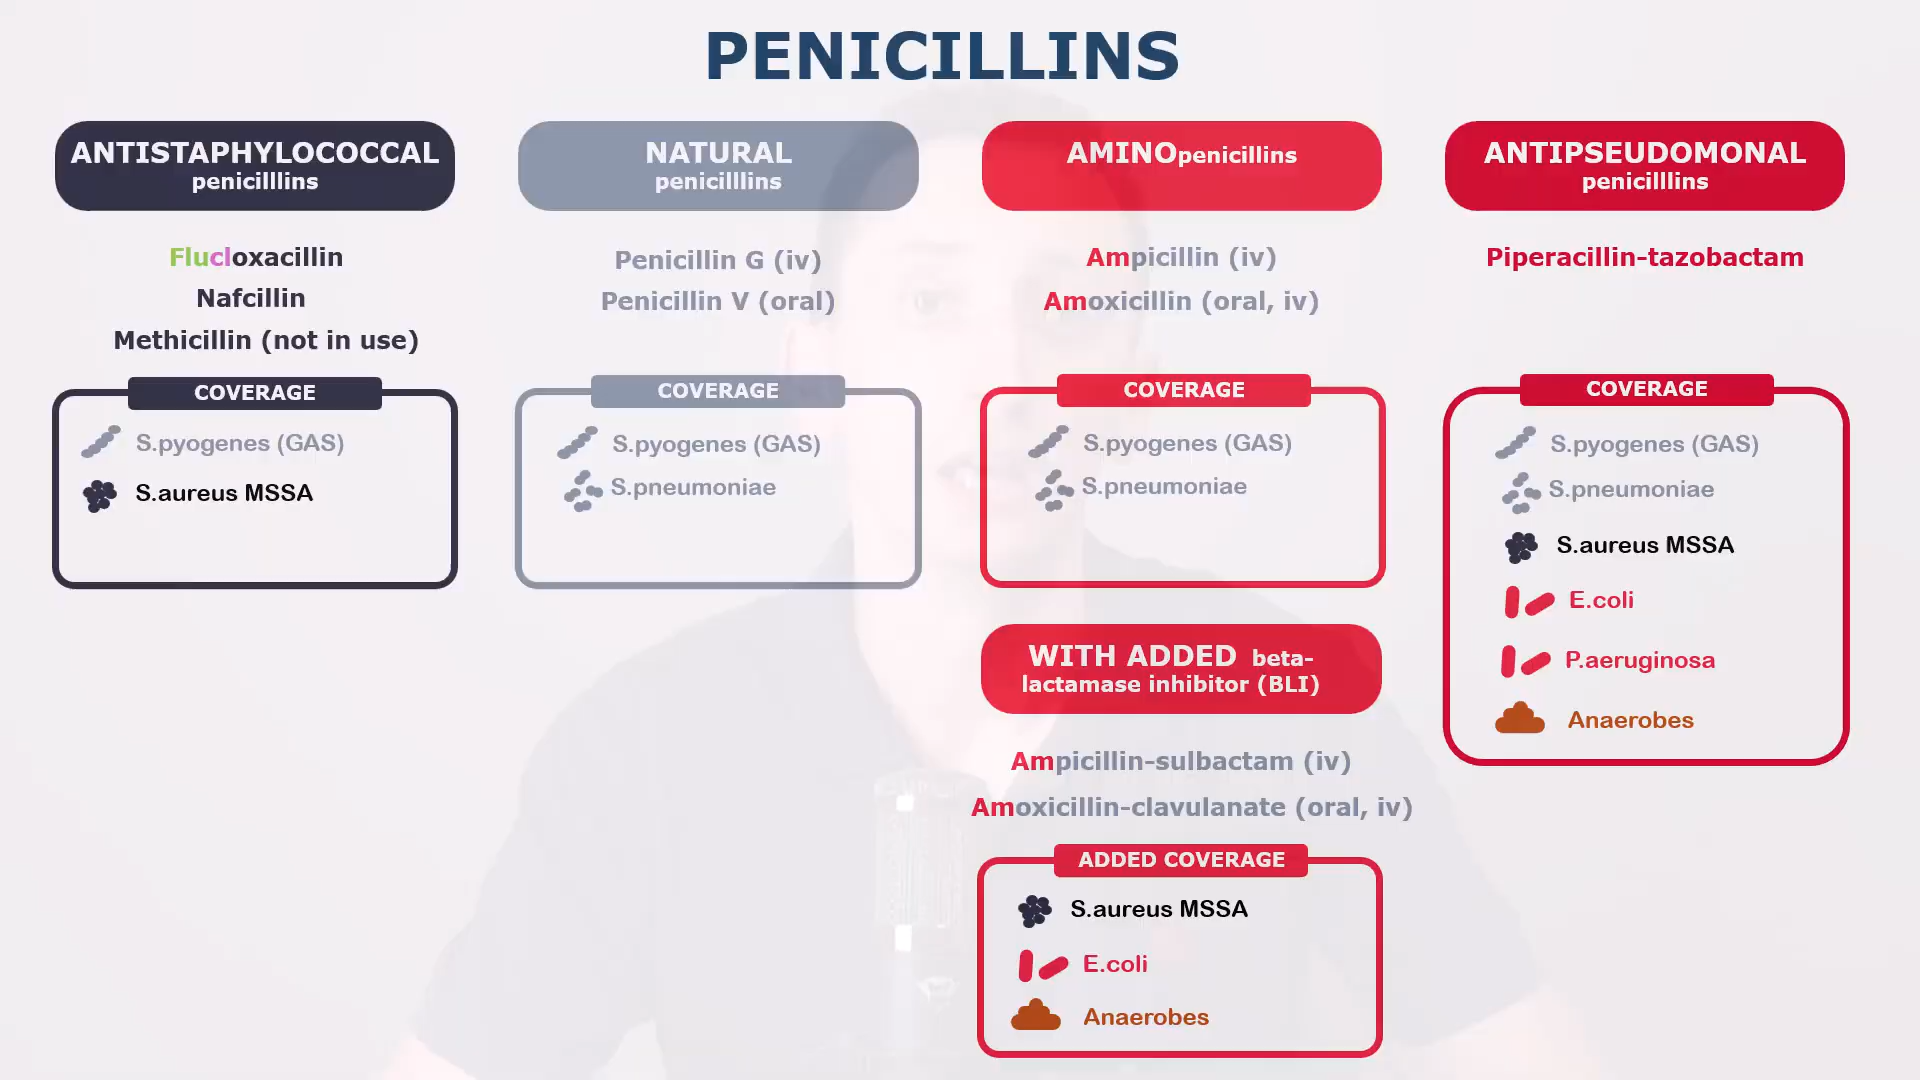 PENICILLINS
ANTISTAPHYLOCOCCAL
penicilllins
Flucloxacillin
Nafcillin
Methicillin (not in use)
COVERAGE
S.pyogenes (GAS)
S.aureus MSSA
NATURAL
penicilllins
Penicillin G (iv)
Penicillin V (oral)
COVERAGE
S.pyogenes (GAS)
S.pneumoniae
AMINOpenicillins
Ampicillin (iv)
Amoxicillin (oral, iv)
COVERAGE
S.pyogenes (GAS)
S.pneumoniae
WITH ADDED beta-
lactamase inhibitor (BLI)
Ampicillin-sulbactam (iv)
Amoxicillin-clavulanate (oral, iv)
ADDED COVERAGE
S.aureus MSSA
E.coli
Anaerobes
ANTIPSEUDOMONAL
penicilllins
Piperacillin-tazobactam
COVERAGE
S.pyogenes (GAS)
S.pneumoniae
S.aureus MSSA
E.coli
P.aeruginosa
Anaerobes